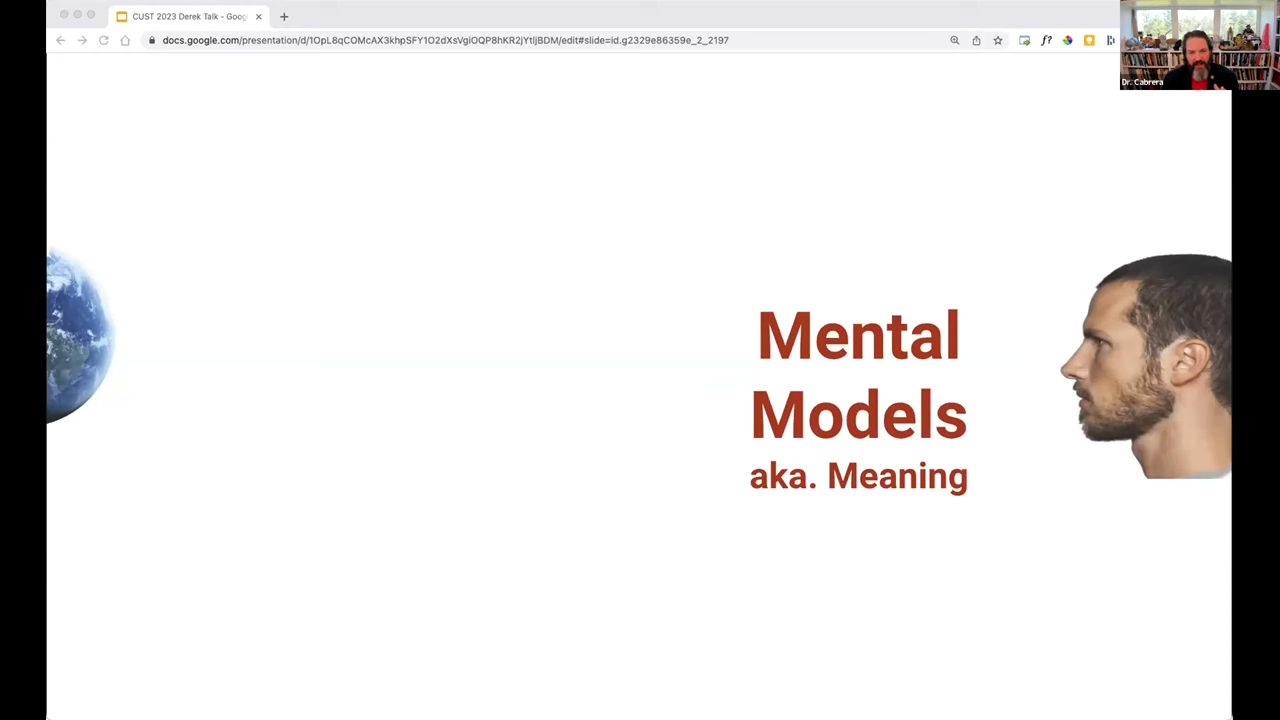 CUST 2023 Derek Talk - Goog
docs.google.com/presentation/d/1OpL8qCOMcAX3khpSFY1O2dXsVgiOQP8hKR2jYtljBDM/edit#slide=id.g2329e86359e_2_2197
f?
Dr. Cabrera
Mental
Models
aka. Meaning